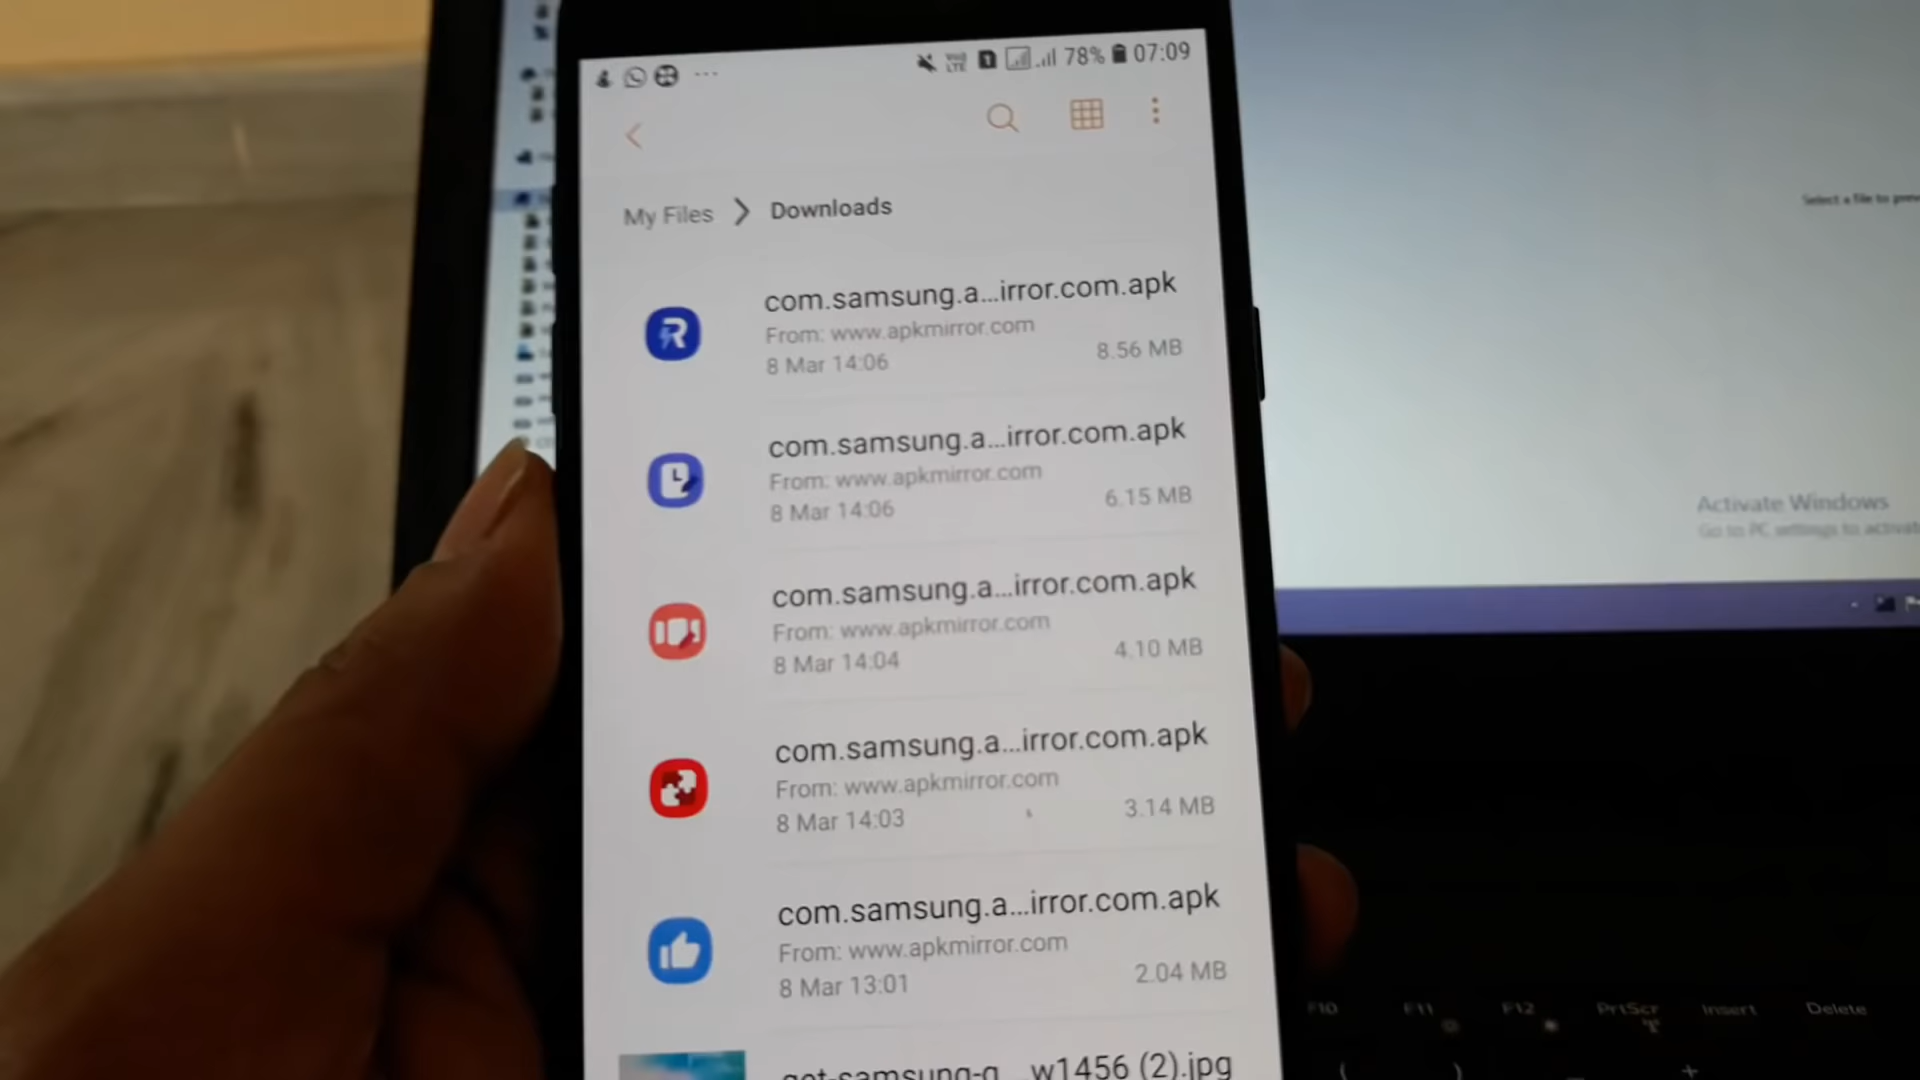 VoLTE 78% 07:09
My Files > Downloads
com.samsung.a...irror.com.apk
From: www.apkmirror.com
8 Mar 14:06 8.56 MB
com.samsung.a...irror.com.apk
From: www.apkmirror.com
8 Mar 14:06 6.15 MB
com.samsung.a...irror.com.apk
From: www.apkmirror.com
8 Mar 14:04 4.10 MB
com.samsung.a...irror.com.apk
From: www.apkmirror.com
8 Mar 14:03 3.14 MB
com.samsung.a...irror.com.apk
From: www.apkmirror.com
8 Mar 13:01 2.04 MB
get-samsung-g...w1456 (2).jpg
Select a file to prev
Activate Windows
Go to PC settings to activat
F10 F11 F12 PrtScr Insert Delete